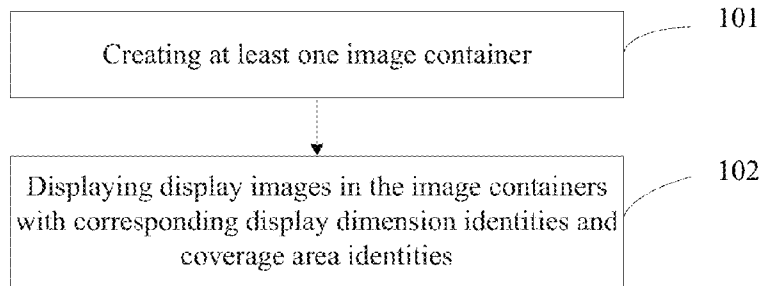 101
Creating at least one image container
102
Displaying display images in the image containers
with corresponding display dimension identities and
coverage area identities